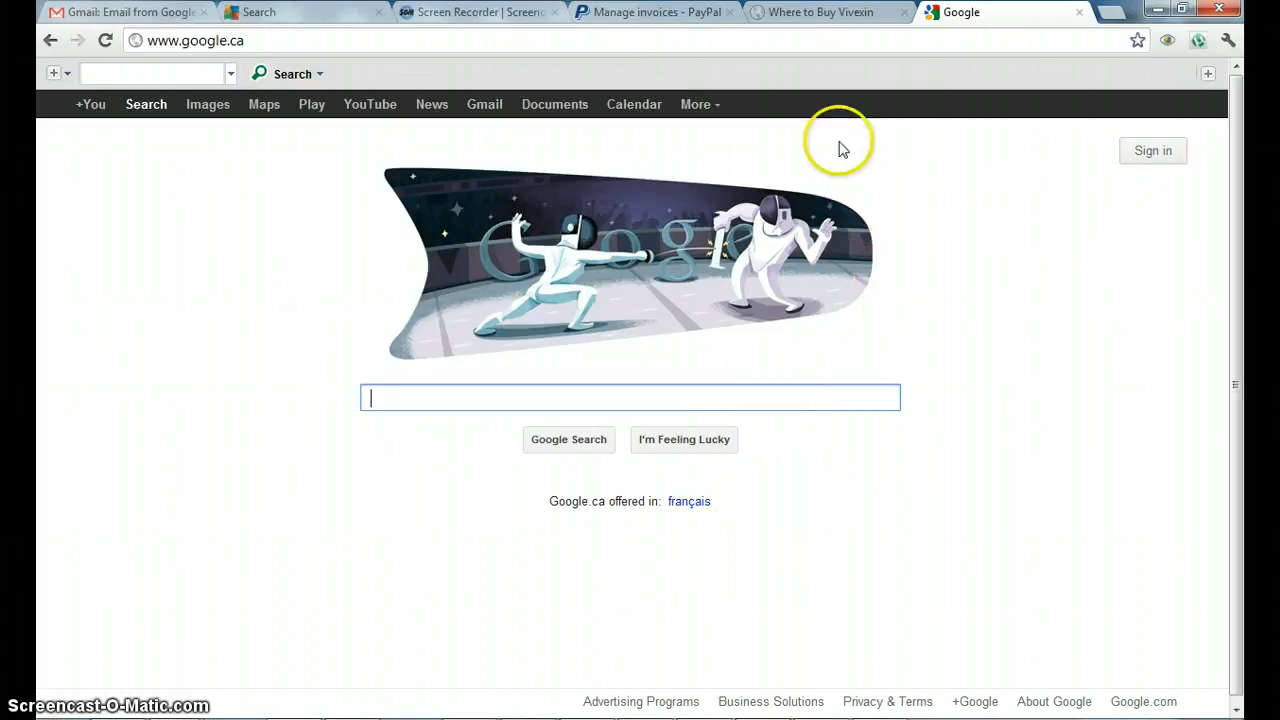 Gmail: Email from Google
Search
Screen Recorder | Screenc
Manage invoices - PayPal
Where to Buy Vivexin
Google
www.google.ca
Search
+You Search Images Maps Play YouTube News Gmail Documents Calendar More
Sign in
Google
Google Search
I'm Feeling Lucky
Google.ca offered in: français
Advertising Programs Business Solutions Privacy & Terms +Google About Google Google.com
Screencast-O-Matic.com